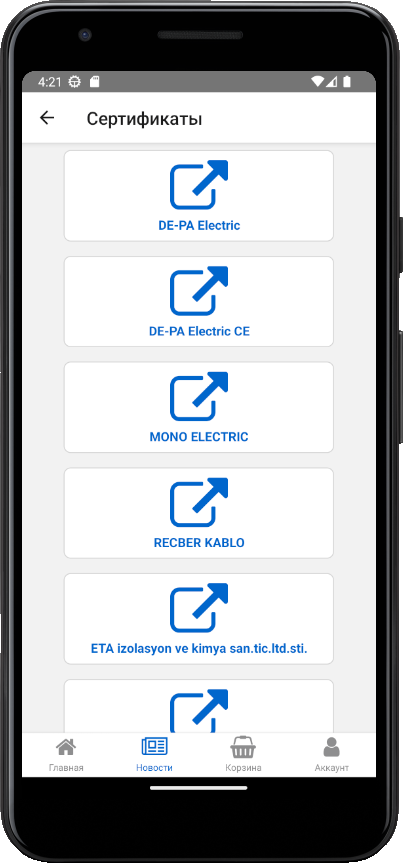 4:21
Сертификаты
DE-PA Electric
DE-PA Electric CE
MONO ELECTRIC
RECBER KABLO
ETA izolasyon ve kimya san.tic.ltd.sti.
Главная
Новости
Корзина
Аккаунт